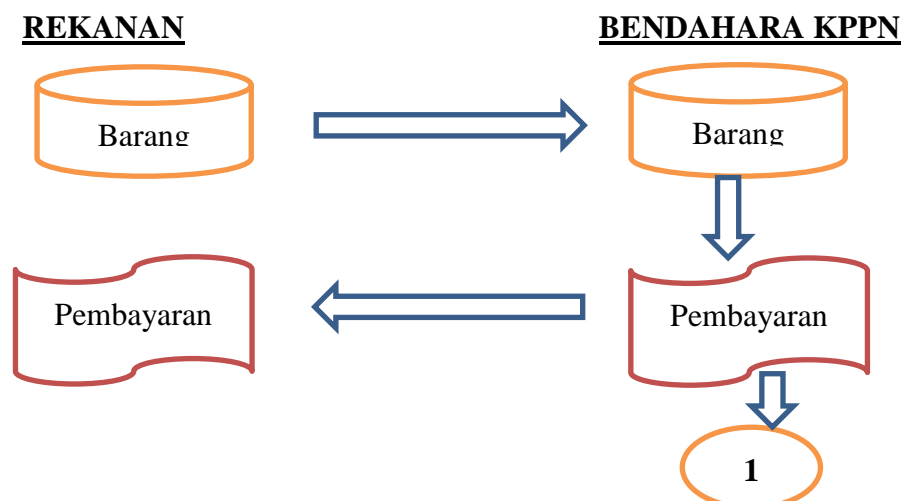 REKANAN
BENDAHARA KPPN
Barang
Barang
Pembayaran
Pembayaran
1